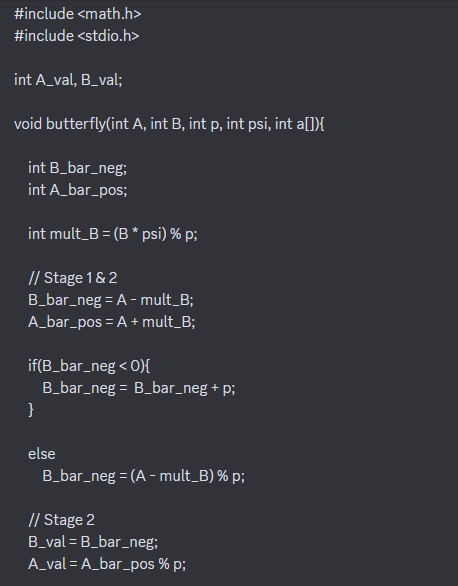 #include <math.h>
#include <stdio.h>
int A_val, B_val;
void butterfly(int A, int B, int p, int psi, int a[]){
int B_bar_neg;
int A_bar_pos;
int mult_B = (B * psi) % p;
// Stage 1 & 2
B_bar_neg = A - mult_B;
A_bar_pos = A + mult_B;
if(B_bar_neg < 0){
B_bar_neg = B_bar_neg + p;
}
else
B_bar_neg = (A - mult_B) % p;
// Stage 2
B_val = B_bar_neg;
A_val = A_bar_pos % p;